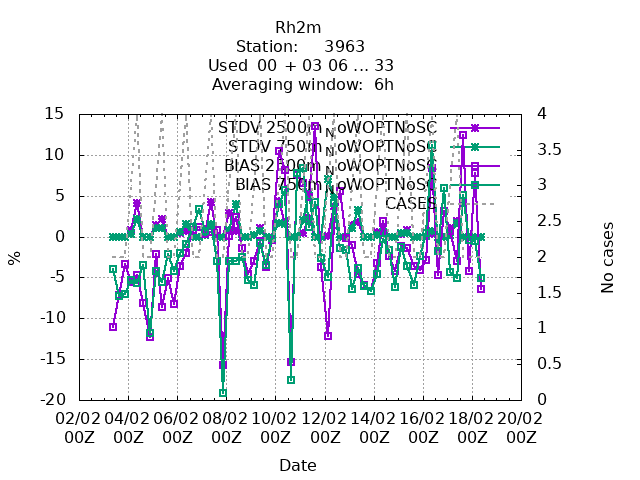 Rh2m
Station: 3963
Used 00 + 03 06 ... 33
Averaging window: 6h
STDV 2500m NoWOPTNoSC
STDV 750m NoWOPTNoSC
BIAS 2500m NoWOPTNoSC
BIAS 750m NoWOPTNoSC
CASES
15
10
5
0
-5
-10
-15
-20
%
4
3.5
3
2.5
2
1.5
1
0.5
0
No cases
02/02 04/02 06/02 08/02 10/02 12/02 14/02 16/02 18/02 20/02
00Z 00Z 00Z 00Z 00Z 00Z 00Z 00Z 00Z 00Z
Date